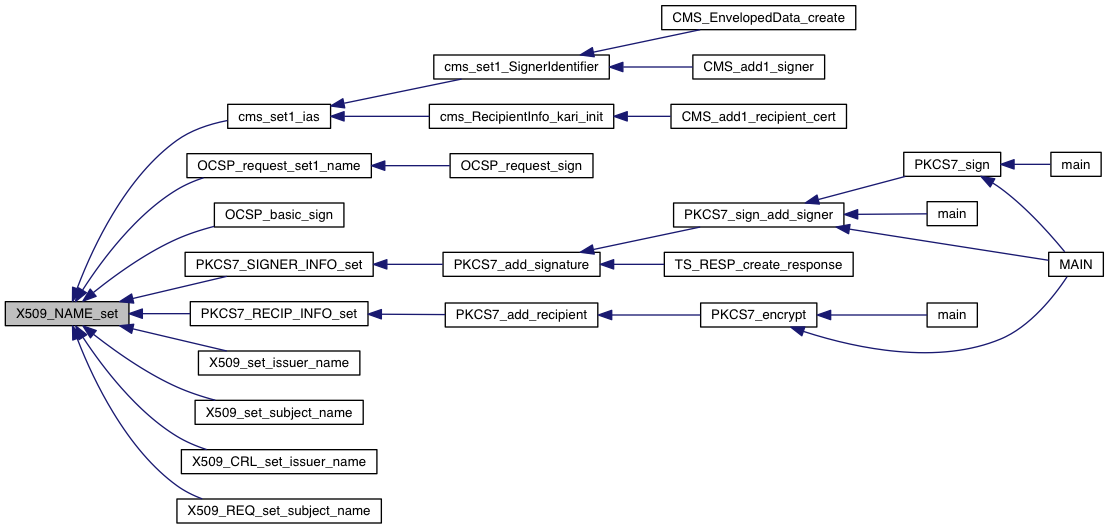 CMS_EnvelopedData_create
cms_set1_SignerIdentifier
CMS_add1_signer
cms_set1_ias
cms_RecipientInfo_kari_init
CMS_add1_recipient_cert
OCSP_request_set1_name
OCSP_request_sign
PKCS7_sign
main
OCSP_basic_sign
PKCS7_sign_add_signer
main
PKCS7_SIGNER_INFO_set
PKCS7_add_signature
TS_RESP_create_response
MAIN
X509_NAME_set
PKCS7_RECIP_INFO_set
PKCS7_add_recipient
PKCS7_encrypt
main
X509_set_issuer_name
X509_set_subject_name
X509_CRL_set_issuer_name
X509_REQ_set_subject_name